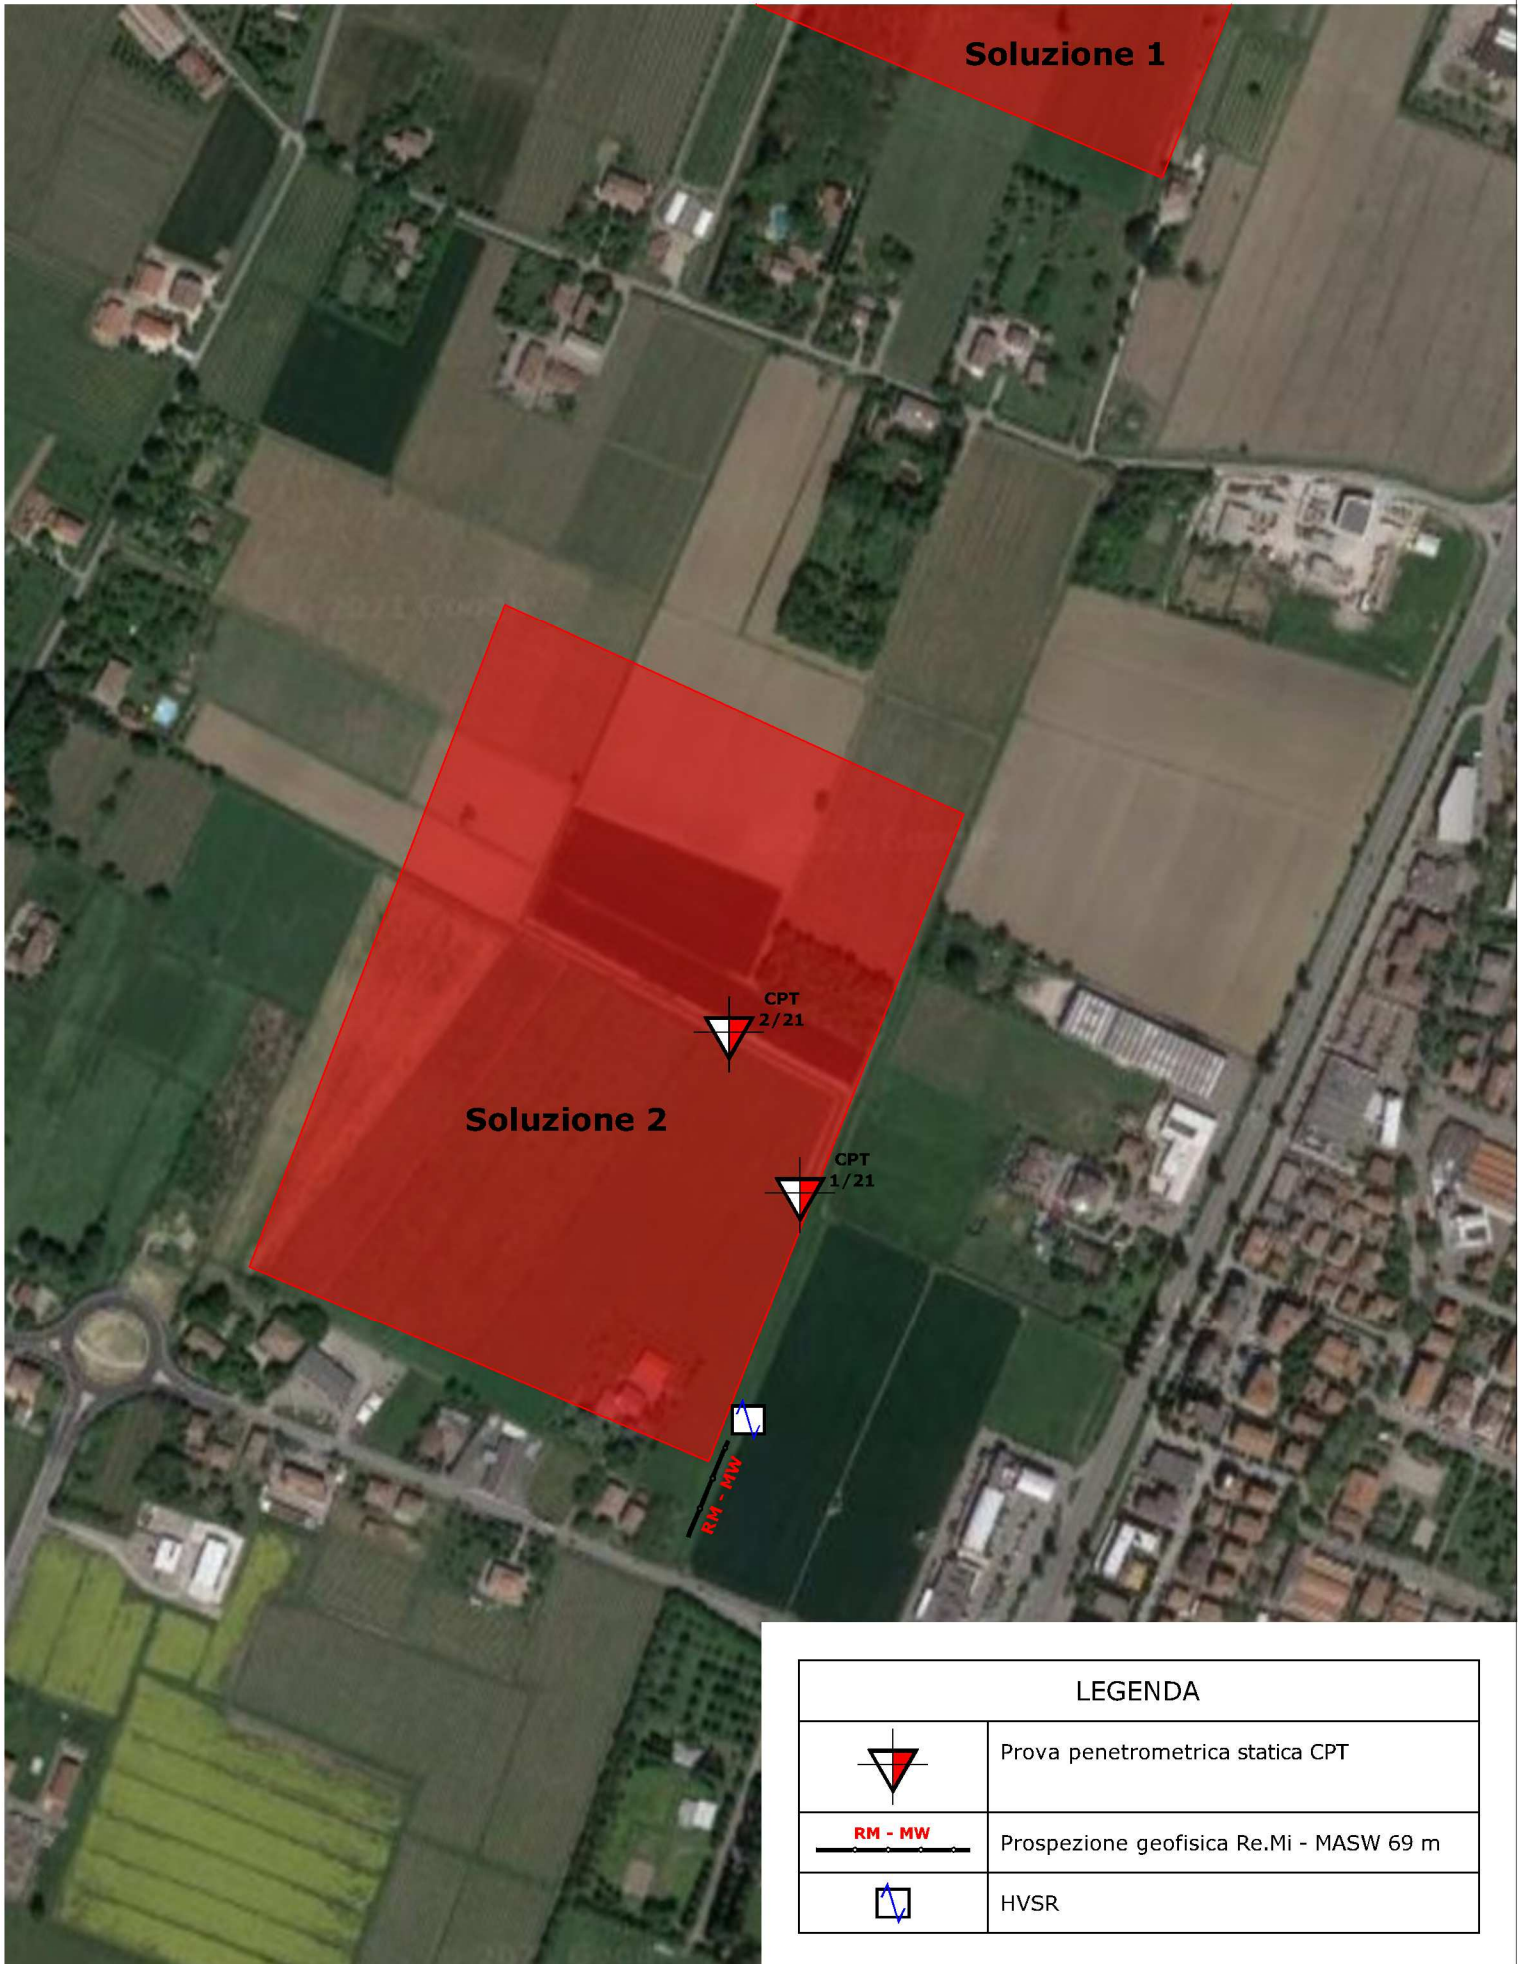 Soluzione 1
CPT
2/21
Soluzione 2
CPT
1/21
RM - MW
LEGENDA
Prova penetrometrica statica CPT
RM - MW
Prospezione geofisica Re.Mi - MASW 69 m
HVSR